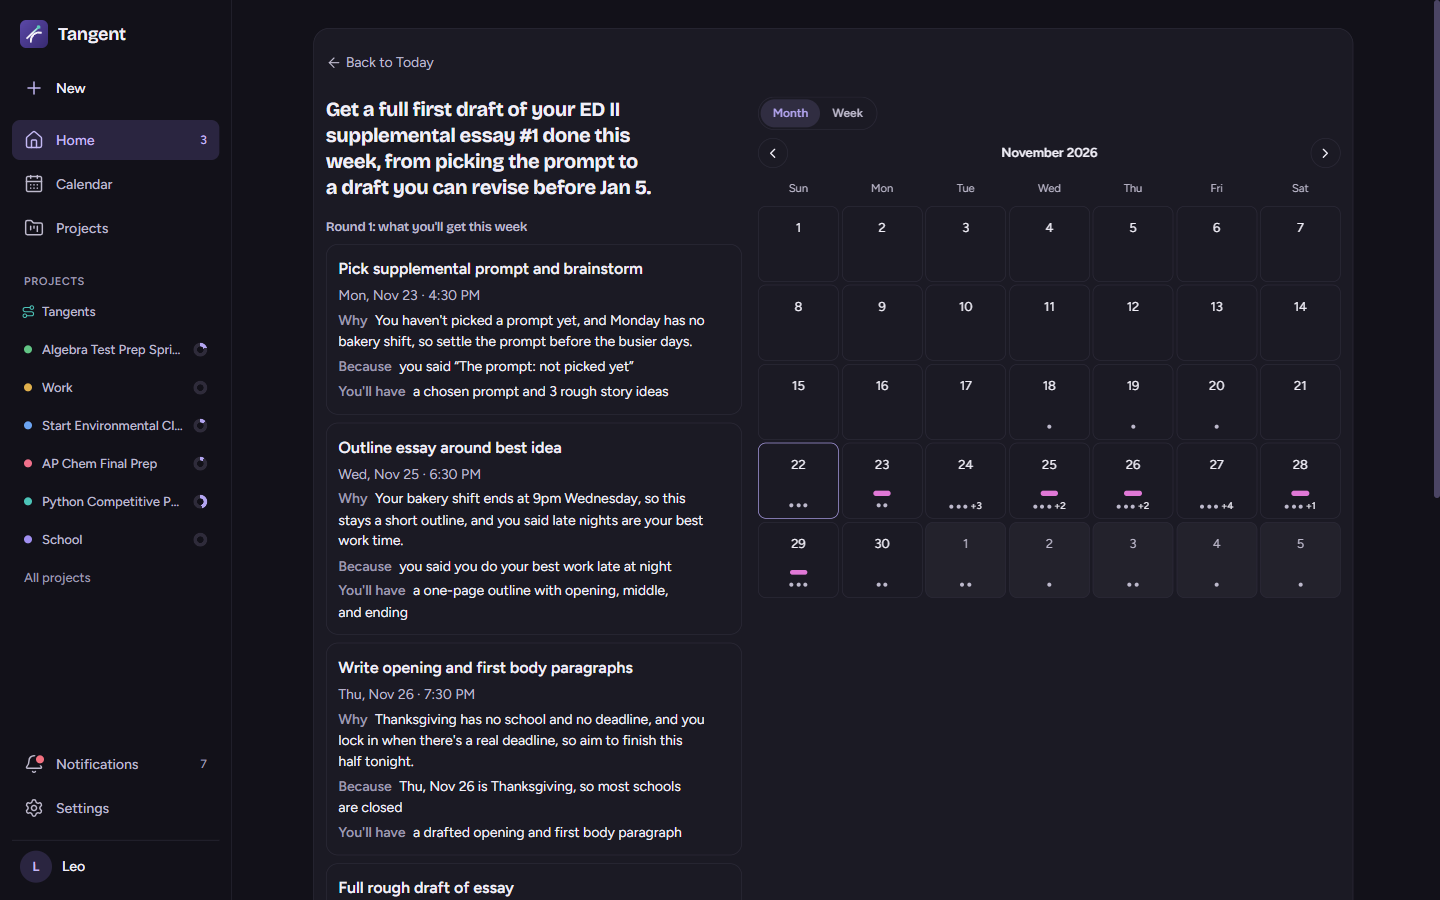 Tangent
New
Home 3
Calendar
Projects
PROJECTS
Tangents
Algebra Test Prep Spri...
Work
Start Environmental Cl...
AP Chem Final Prep
Python Competitive P...
School
All projects
Notifications 7
Settings
L Leo
Back to Today
Get a full first draft of your ED II
supplemental essay #1 done this
week, from picking the prompt to
a draft you can revise before Jan 5.
Round 1: what you'll get this week
Pick supplemental prompt and brainstorm
Mon, Nov 23 · 4:30 PM
Why You haven't picked a prompt yet, and Monday has no
bakery shift, so settle the prompt before the busier days.
Because you said “The prompt: not picked yet”
You'll have a chosen prompt and 3 rough story ideas
Outline essay around best idea
Wed, Nov 25 · 6:30 PM
Why Your bakery shift ends at 9pm Wednesday, so this
stays a short outline, and you said late nights are your best
work time.
Because you said you do your best work late at night
You'll have a one-page outline with opening, middle,
and ending
Write opening and first body paragraphs
Thu, Nov 26 · 7:30 PM
Why Thanksgiving has no school and no deadline, and you
lock in when there's a real deadline, so aim to finish this
half tonight.
Because Thu, Nov 26 is Thanksgiving, so most schools
are closed
You'll have a drafted opening and first body paragraph
Full rough draft of essay
Month Week
November 2026
Sun Mon Tue Wed Thu Fri Sat
1 2 3 4 5 6 7
8 9 10 11 12 13 14
15 16 17 18 19 20 21
22 23 24 25 26 27 28
+3 +2 +2 +4 +1
29 30 1 2 3 4 5